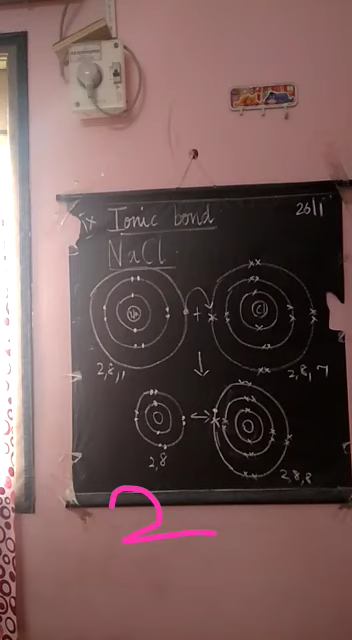 IX Ionic bond 26/1
NaCl
Na + Cl
2,8,1 2,8,7
2,8
2,8,8
2